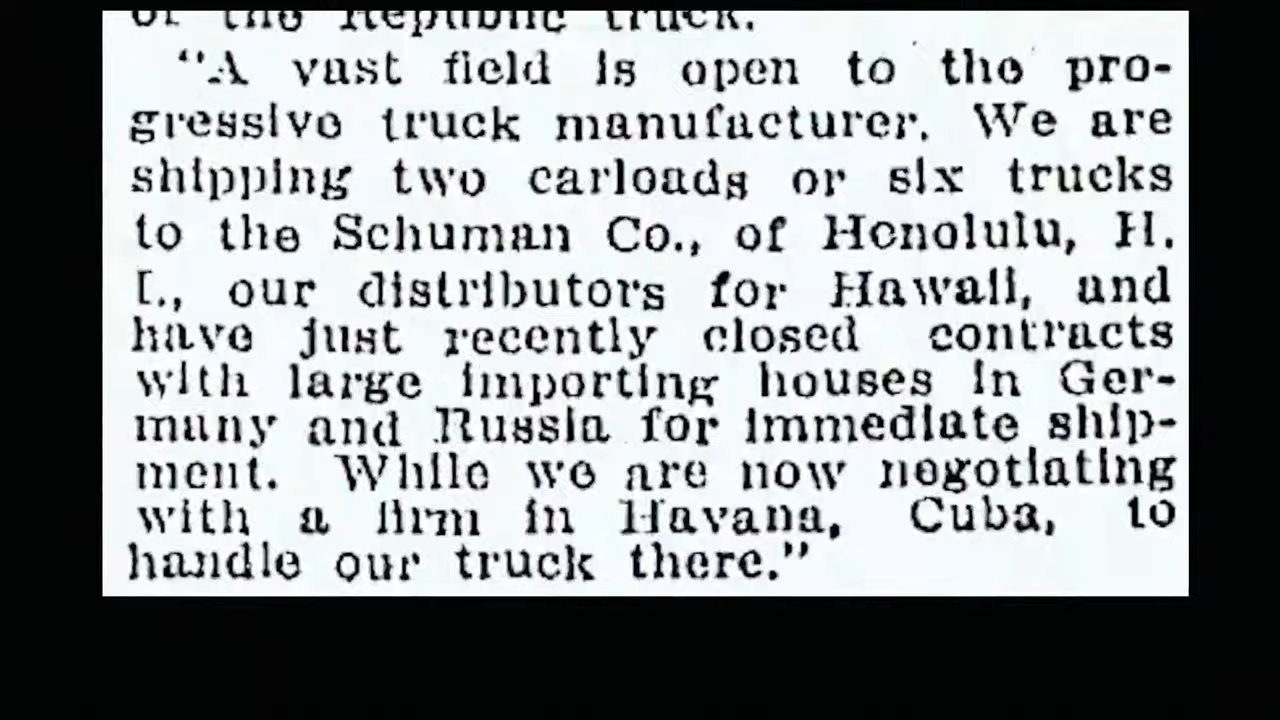 of the Republic truck.
"A vast field is open to the pro-
gressive truck manufacturer. We are
shipping two carloads or six trucks
to the Schuman Co., of Honolulu, H.
I., our distributors for Hawaii, and
have just recently closed contracts
with large importing houses in Ger-
many and Russia for immediate ship-
ment. While we are now negotiating
with a firm in Havana, Cuba, to
handle our truck there."